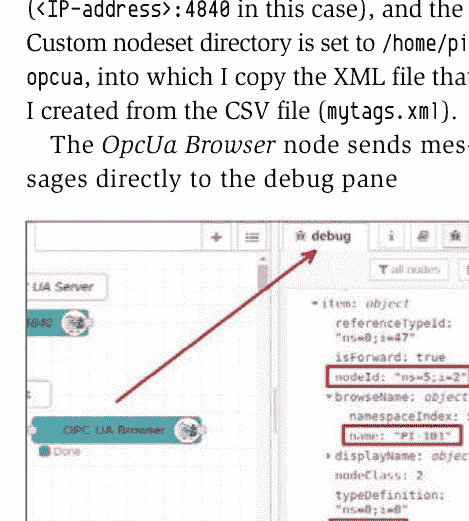 (<IP-address>:4840 in this case), and the
Custom nodeset directory is set to /home/pi
opcua, into which I copy the XML file tha
I created from the CSV file (mytags.xml).
The OpcUa Browser node sends mes-
sages directly to the debug pane
debug
i
all nodes
UA Server
4840
OPC UA Browser
Done
item: object
referenceTypeId:
"ns=0;i=47"
isForward: true
nodeId: "ns=5;i=2"
browseName: object
namespaceIndex:
name: "PI-101"
displayName: objec
nodeClass: 2
typeDefinition:
"ns=0;i=0"